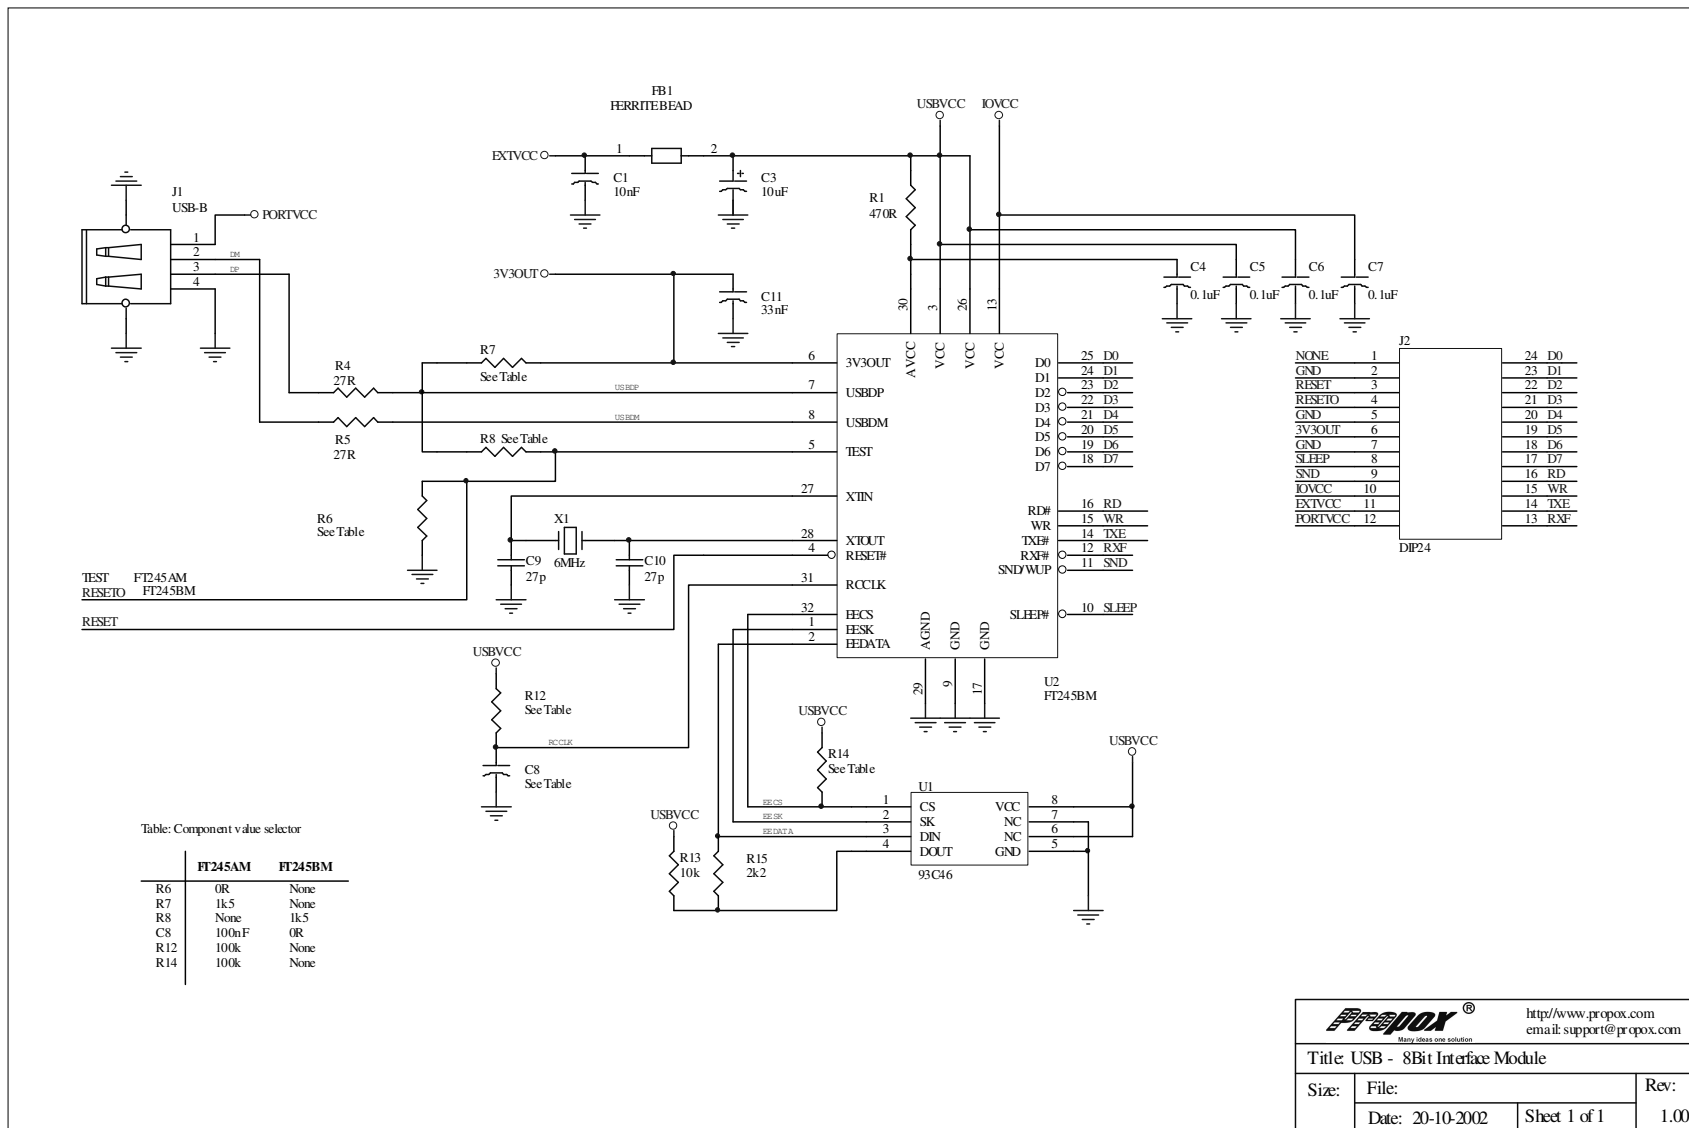 FB1
FERRITE BEAD
USBVCC
IOVCC
EXTVCC
1
2
C1
10nF
C3
10uF
+
R1
470R
J1
USB-B
PORTVCC
1
2
3
4
DM
DP
3V3OUT
C11
33nF
C4
0.1uF
C5
0.1uF
C6
0.1uF
C7
0.1uF
30
3
26
13
AVCC
VCC
VCC
VCC
R4
27R
R5
27R
R7
See Table
R8 See Table
USBDP
USBDM
R6
See Table
6 3V3OUT
7 USBDP
8 USBDM
5 TEST
27 XTIN
28 XTOUT
4 RESET#
31 RCCLK
32 EECS
1 EESK
2 EEDATA
D0 25 D0
D1 24 D1
D2 23 D2
D3 22 D3
D4 21 D4
D5 20 D5
D6 19 D6
D7 18 D7
RD# 16 RD
WR 15 WR
TXE# 14 TXE
RXF# 12 RXF
SND/WUP 11 SND
SLEEP# 10 SLEEP
AGND
GND
GND
29
9
17
U2
FT245BM
J2
NONE 1 24 D0
GND 2 23 D1
RESET 3 22 D2
RESETO 4 21 D3
GND 5 20 D4
3V3OUT 6 19 D5
GND 7 18 D6
SLEEP 8 17 D7
SND 9 16 RD
IOVCC 10 15 WR
EXTVCC 11 14 TXE
PORTVCC 12 13 RXF
DIP24
X1
6MHz
C9
27p
C10
27p
TEST FT245AM
RESETO FT245BM
RESET
USBVCC
R12
See Table
RCCLK
C8
See Table
USBVCC
R14
See Table
USBVCC
USBVCC
R13
10k
R15
2k2
EECS
EESK
EEDATA
U1
1 CS VCC 8
2 SK NC 7
3 DIN NC 6
4 DOUT GND 5
93C46
Table: Component value selector
FT245AM FT245BM
R6 0R None
R7 1k5 None
R8 None 1k5
C8 100nF 0R
R12 100k None
R14 100k None
Propox ®
Many ideas one solution
http://www.propox.com
email: support@propox.com
Title: USB - 8Bit Interface Module
Size:
File:
Rev:
Date: 20-10-2002
Sheet 1 of 1
1.00